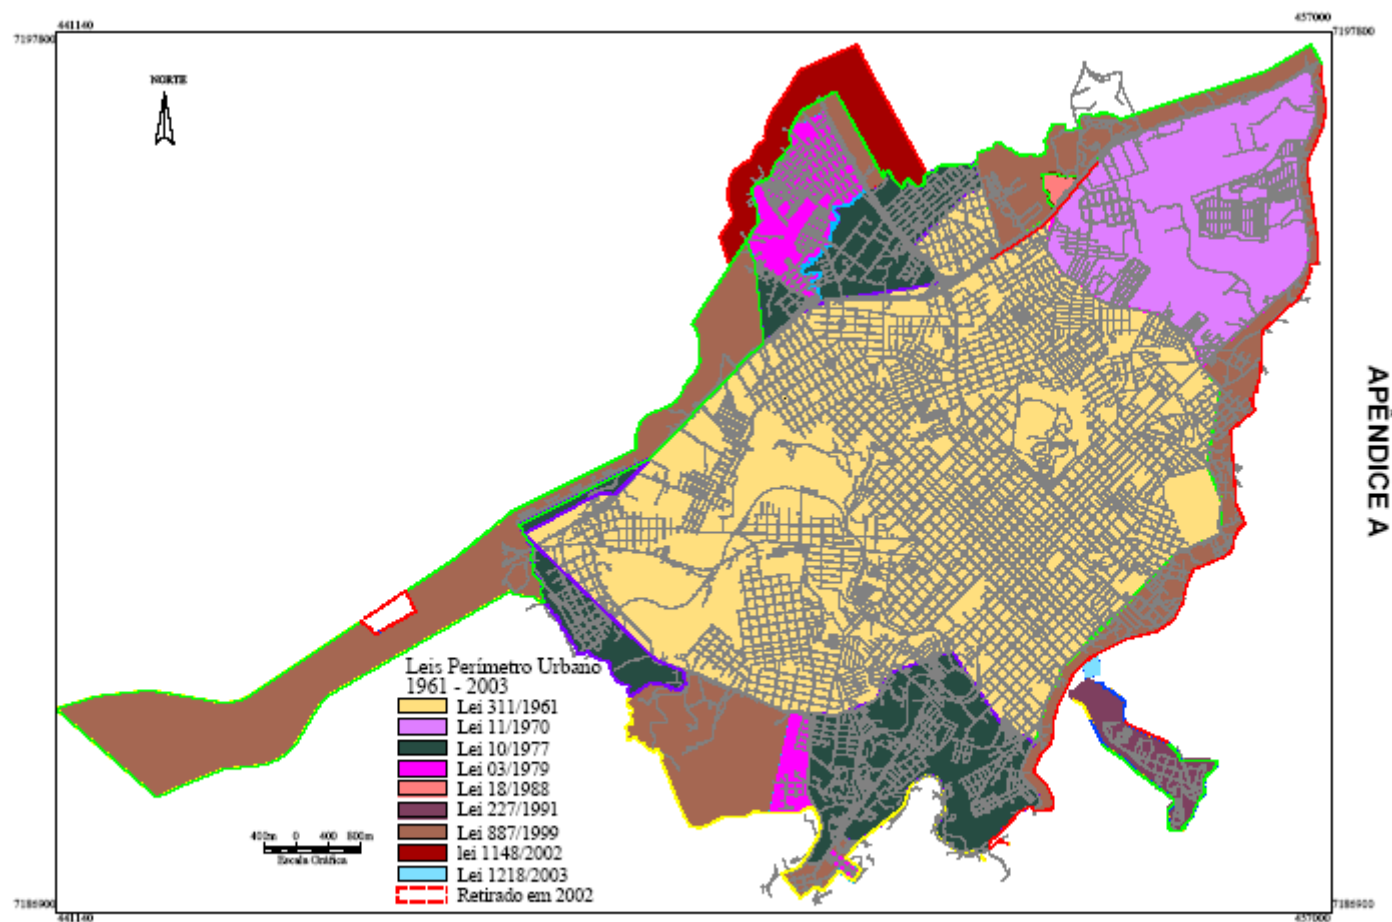 441140
457000
7197800
7197800
NORTE
APÊNDICE A
Leis Perímetro Urbano
1961 - 2003
Lei 311/1961
Lei 11/1970
Lei 10/1977
Lei 03/1979
Lei 18/1988
Lei 227/1991
Lei 887/1999
lei 1148/2002
Lei 1218/2003
Retirado em 2002
400m 0 400 800m
Escala Gráfica
7186900
7186900
441140
457000